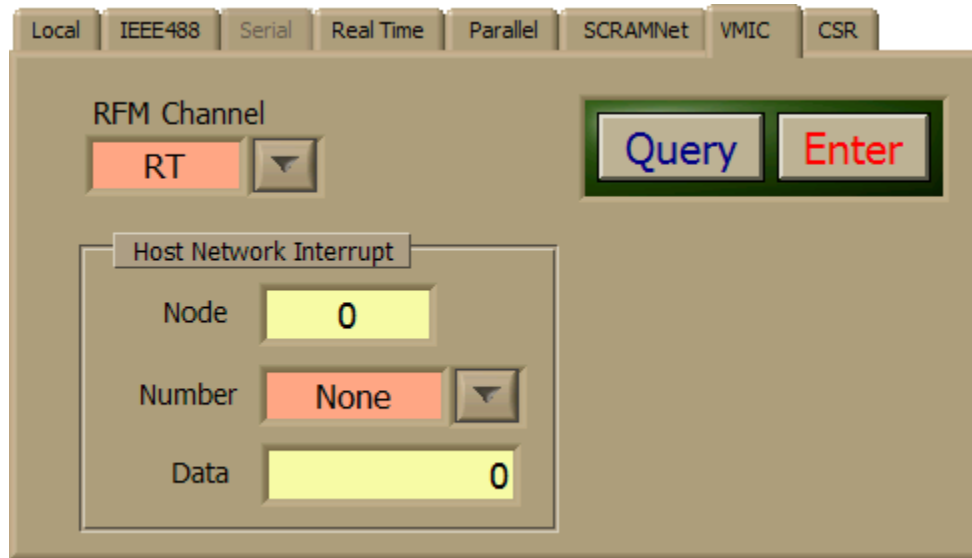 Local IEEE488 Serial Real Time Parallel SCRAMNet VMIC CSR
RFM Channel
RT
Query Enter
Host Network Interrupt
Node 0
Number None
Data 0